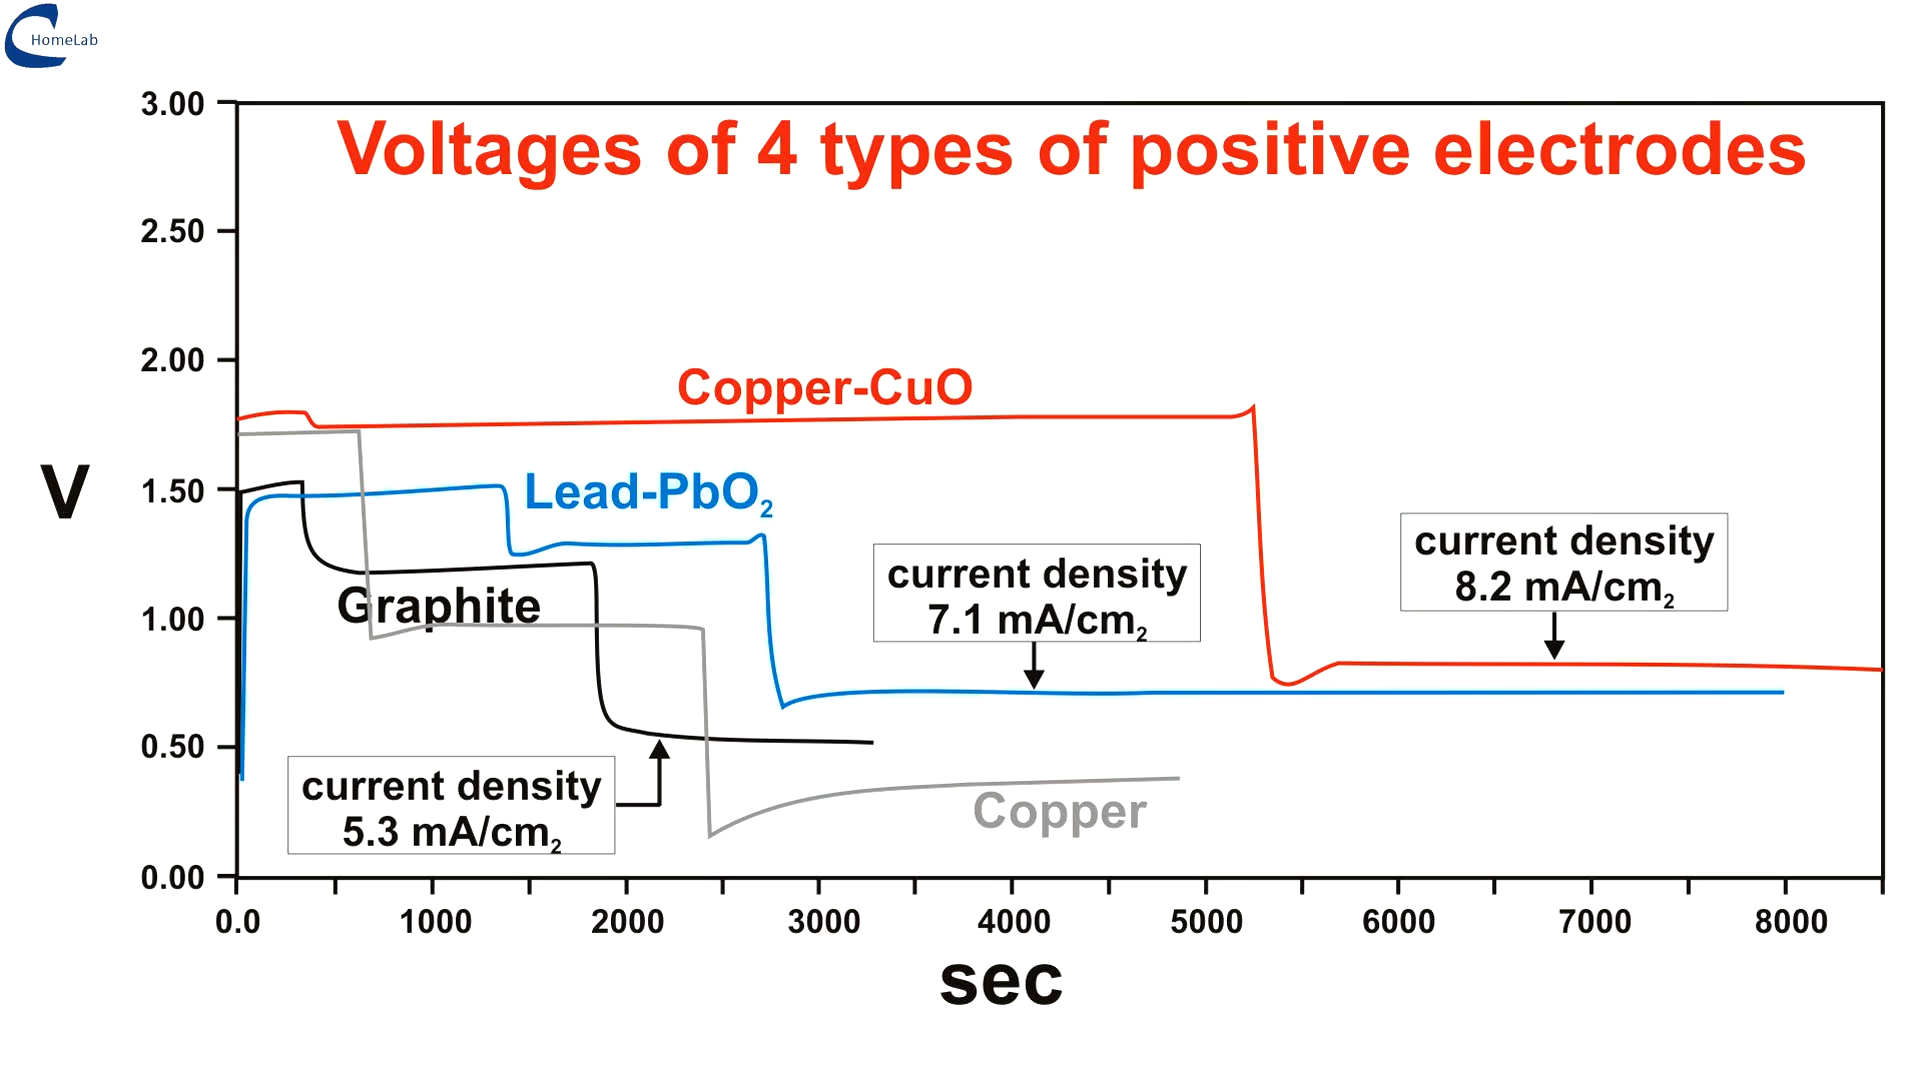 HomeLab
Voltages of 4 types of positive electrodes
3.00
2.50
2.00
1.50
1.00
0.50
0.00
V
Copper-CuO
Lead-PbO₂
Graphite
Copper
current density
7.1 mA/cm₂
current density
8.2 mA/cm₂
current density
5.3 mA/cm₂
0.0 1000 2000 3000 4000 5000 6000 7000 8000
sec